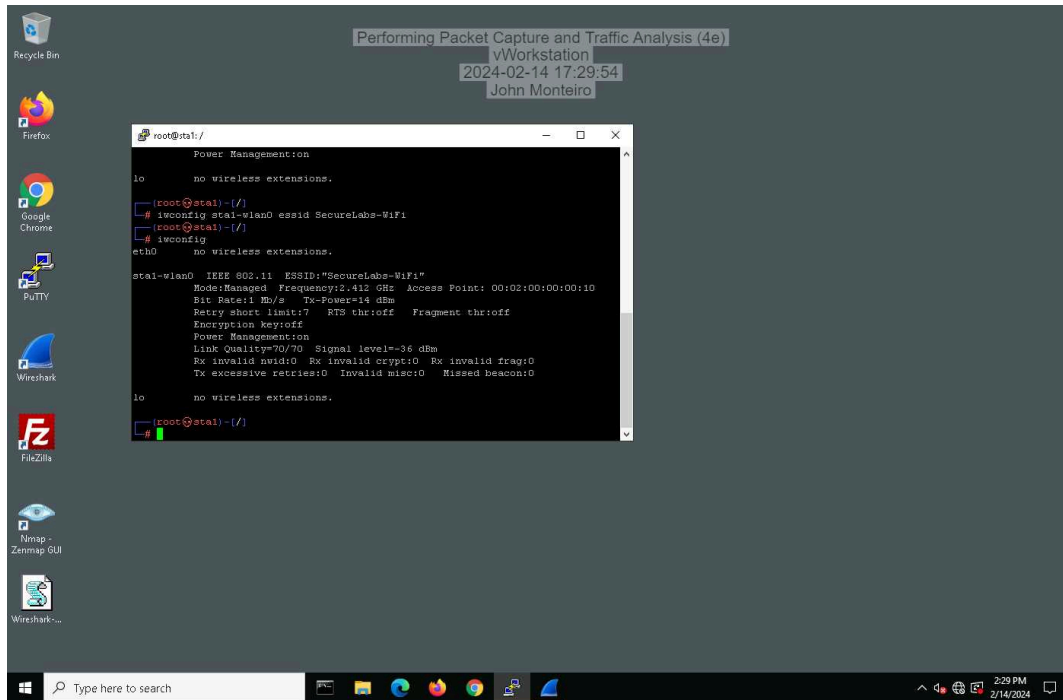 Performing Packet Capture and Traffic Analysis (4e)
vWorkstation
2024-02-14 17:29:54
John Monteiro
Recycle Bin
Firefox
Google
Chrome
PuTTY
Wireshark
FileZilla
Nmap -
Zenmap GUI
Wireshark-...
root@sta1: /
Power Management:on
lo no wireless extensions.
(root㉿sta1)-[/]
# iwconfig sta1-wlan0 essid SecureLabs-WiFi
(root㉿sta1)-[/]
# iwconfig
eth0 no wireless extensions.
sta1-wlan0 IEEE 802.11 ESSID:"SecureLabs-WiFi"
Mode:Managed Frequency:2.412 GHz Access Point: 00:02:00:00:00:10
Bit Rate:1 Mb/s Tx-Power=14 dBm
Retry short limit:7 RTS thr:off Fragment thr:off
Encryption key:off
Power Management:on
Link Quality=70/70 Signal level=-36 dBm
Rx invalid nwid:0 Rx invalid crypt:0 Rx invalid frag:0
Tx excessive retries:0 Invalid misc:0 Missed beacon:0
lo no wireless extensions.
(root㉿sta1)-[/]
#
Type here to search
2:29 PM
2/14/2024